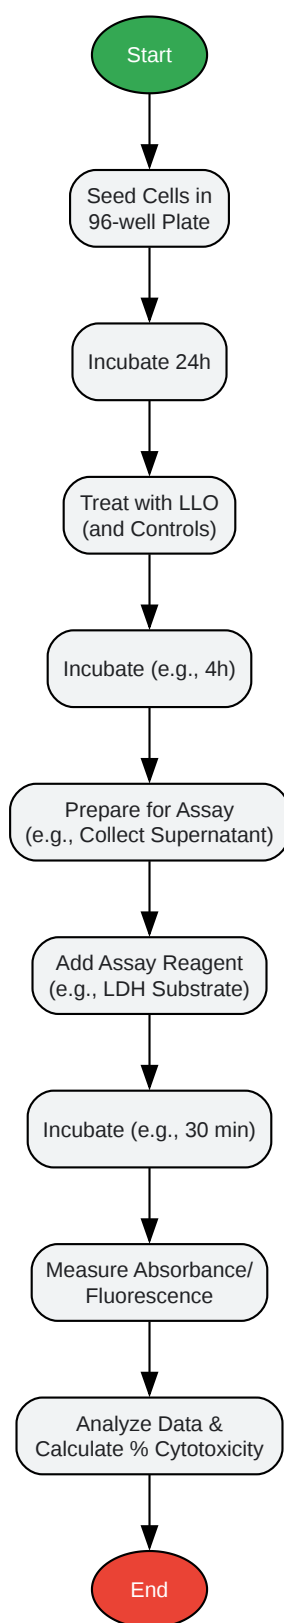 Start
Seed Cells in
96-well Plate
Incubate 24h
Treat with LLO
(and Controls)
Incubate (e.g., 4h)
Prepare for Assay
(e.g., Collect Supernatant)
Add Assay Reagent
(e.g., LDH Substrate)
Incubate (e.g., 30 min)
Measure Absorbance/
Fluorescence
Analyze Data &
Calculate % Cytotoxicity
End